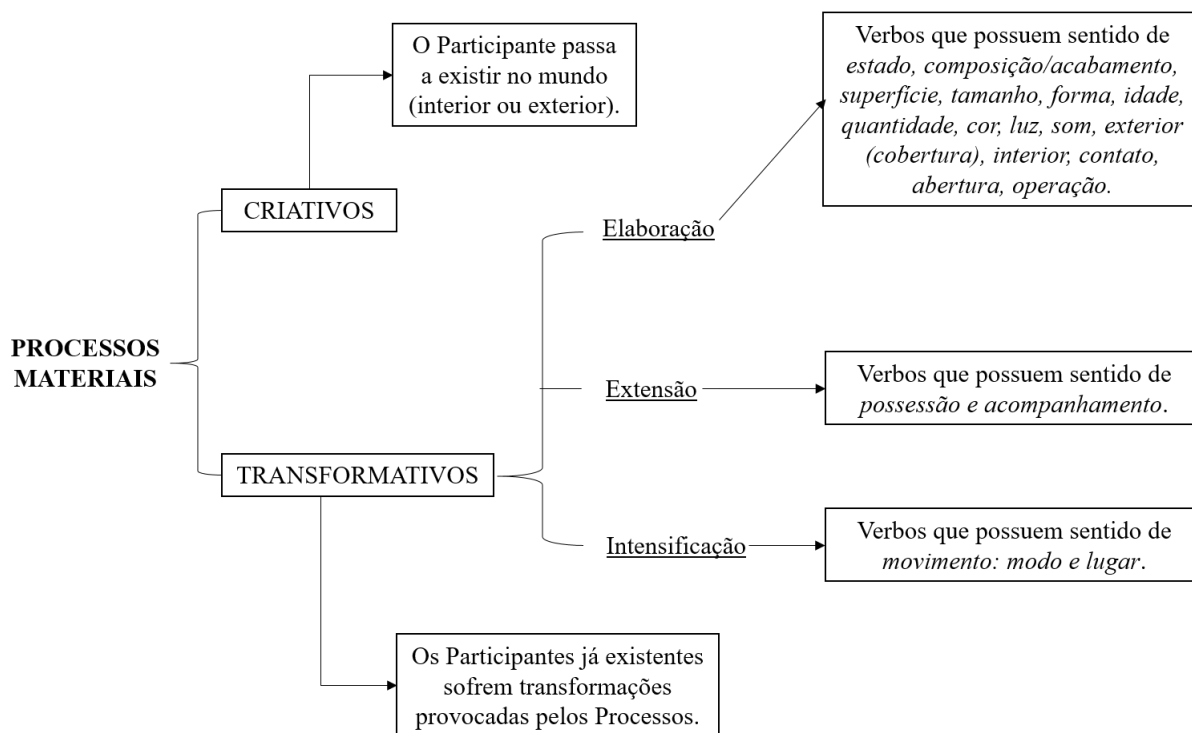 O Participante passa
a existir no mundo
(interior ou exterior).
Verbos que possuem sentido de
estado, composição/acabamento,
superfície, tamanho, forma, idade,
quantidade, cor, luz, som, exterior
(cobertura), interior, contato,
abertura, operação.
CRIATIVOS
Elaboração
PROCESSOS
MATERIAIS
Extensão
Verbos que possuem sentido de
possessão e acompanhamento.
TRANSFORMATIVOS
Intensificação
Verbos que possuem sentido de
movimento: modo e lugar.
Os Participantes já existentes
sofrem transformações
provocadas pelos Processos.